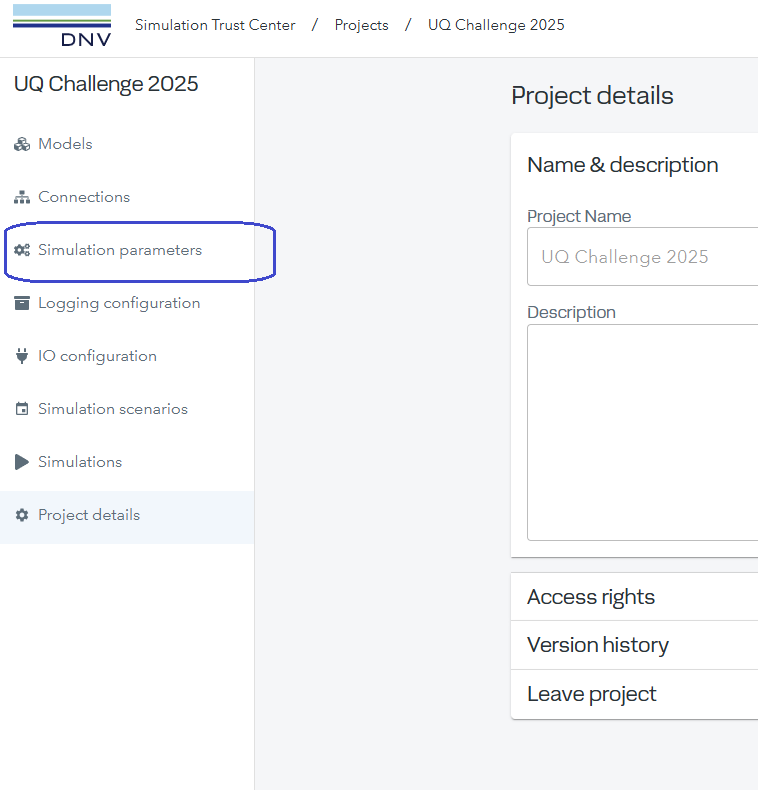 DNV
Simulation Trust Center / Projects / UQ Challenge 2025
UQ Challenge 2025
Models
Connections
Simulation parameters
Logging configuration
IO configuration
Simulation scenarios
Simulations
Project details
Project details
Name & description
Project Name
UQ Challenge 2025
Description
Access rights
Version history
Leave project